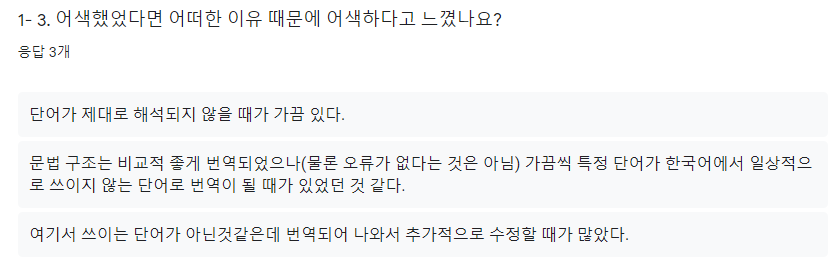 1- 3. 어색했었다면 어떠한 이유 때문에 어색하다고 느꼈나요?
응답 3개
단어가 제대로 해석되지 않을 때가 가끔 있다.
문법 구조는 비교적 좋게 번역되었으나(물론 오류가 없다는 것은 아님) 가끔씩 특정 단어가 한국어에서 일상적으
로 쓰이지 않는 단어로 번역이 될 때가 있었던 것 같다.
여기서 쓰이는 단어가 아닌것같은데 번역되어 나와서 추가적으로 수정할 때가 많았다.